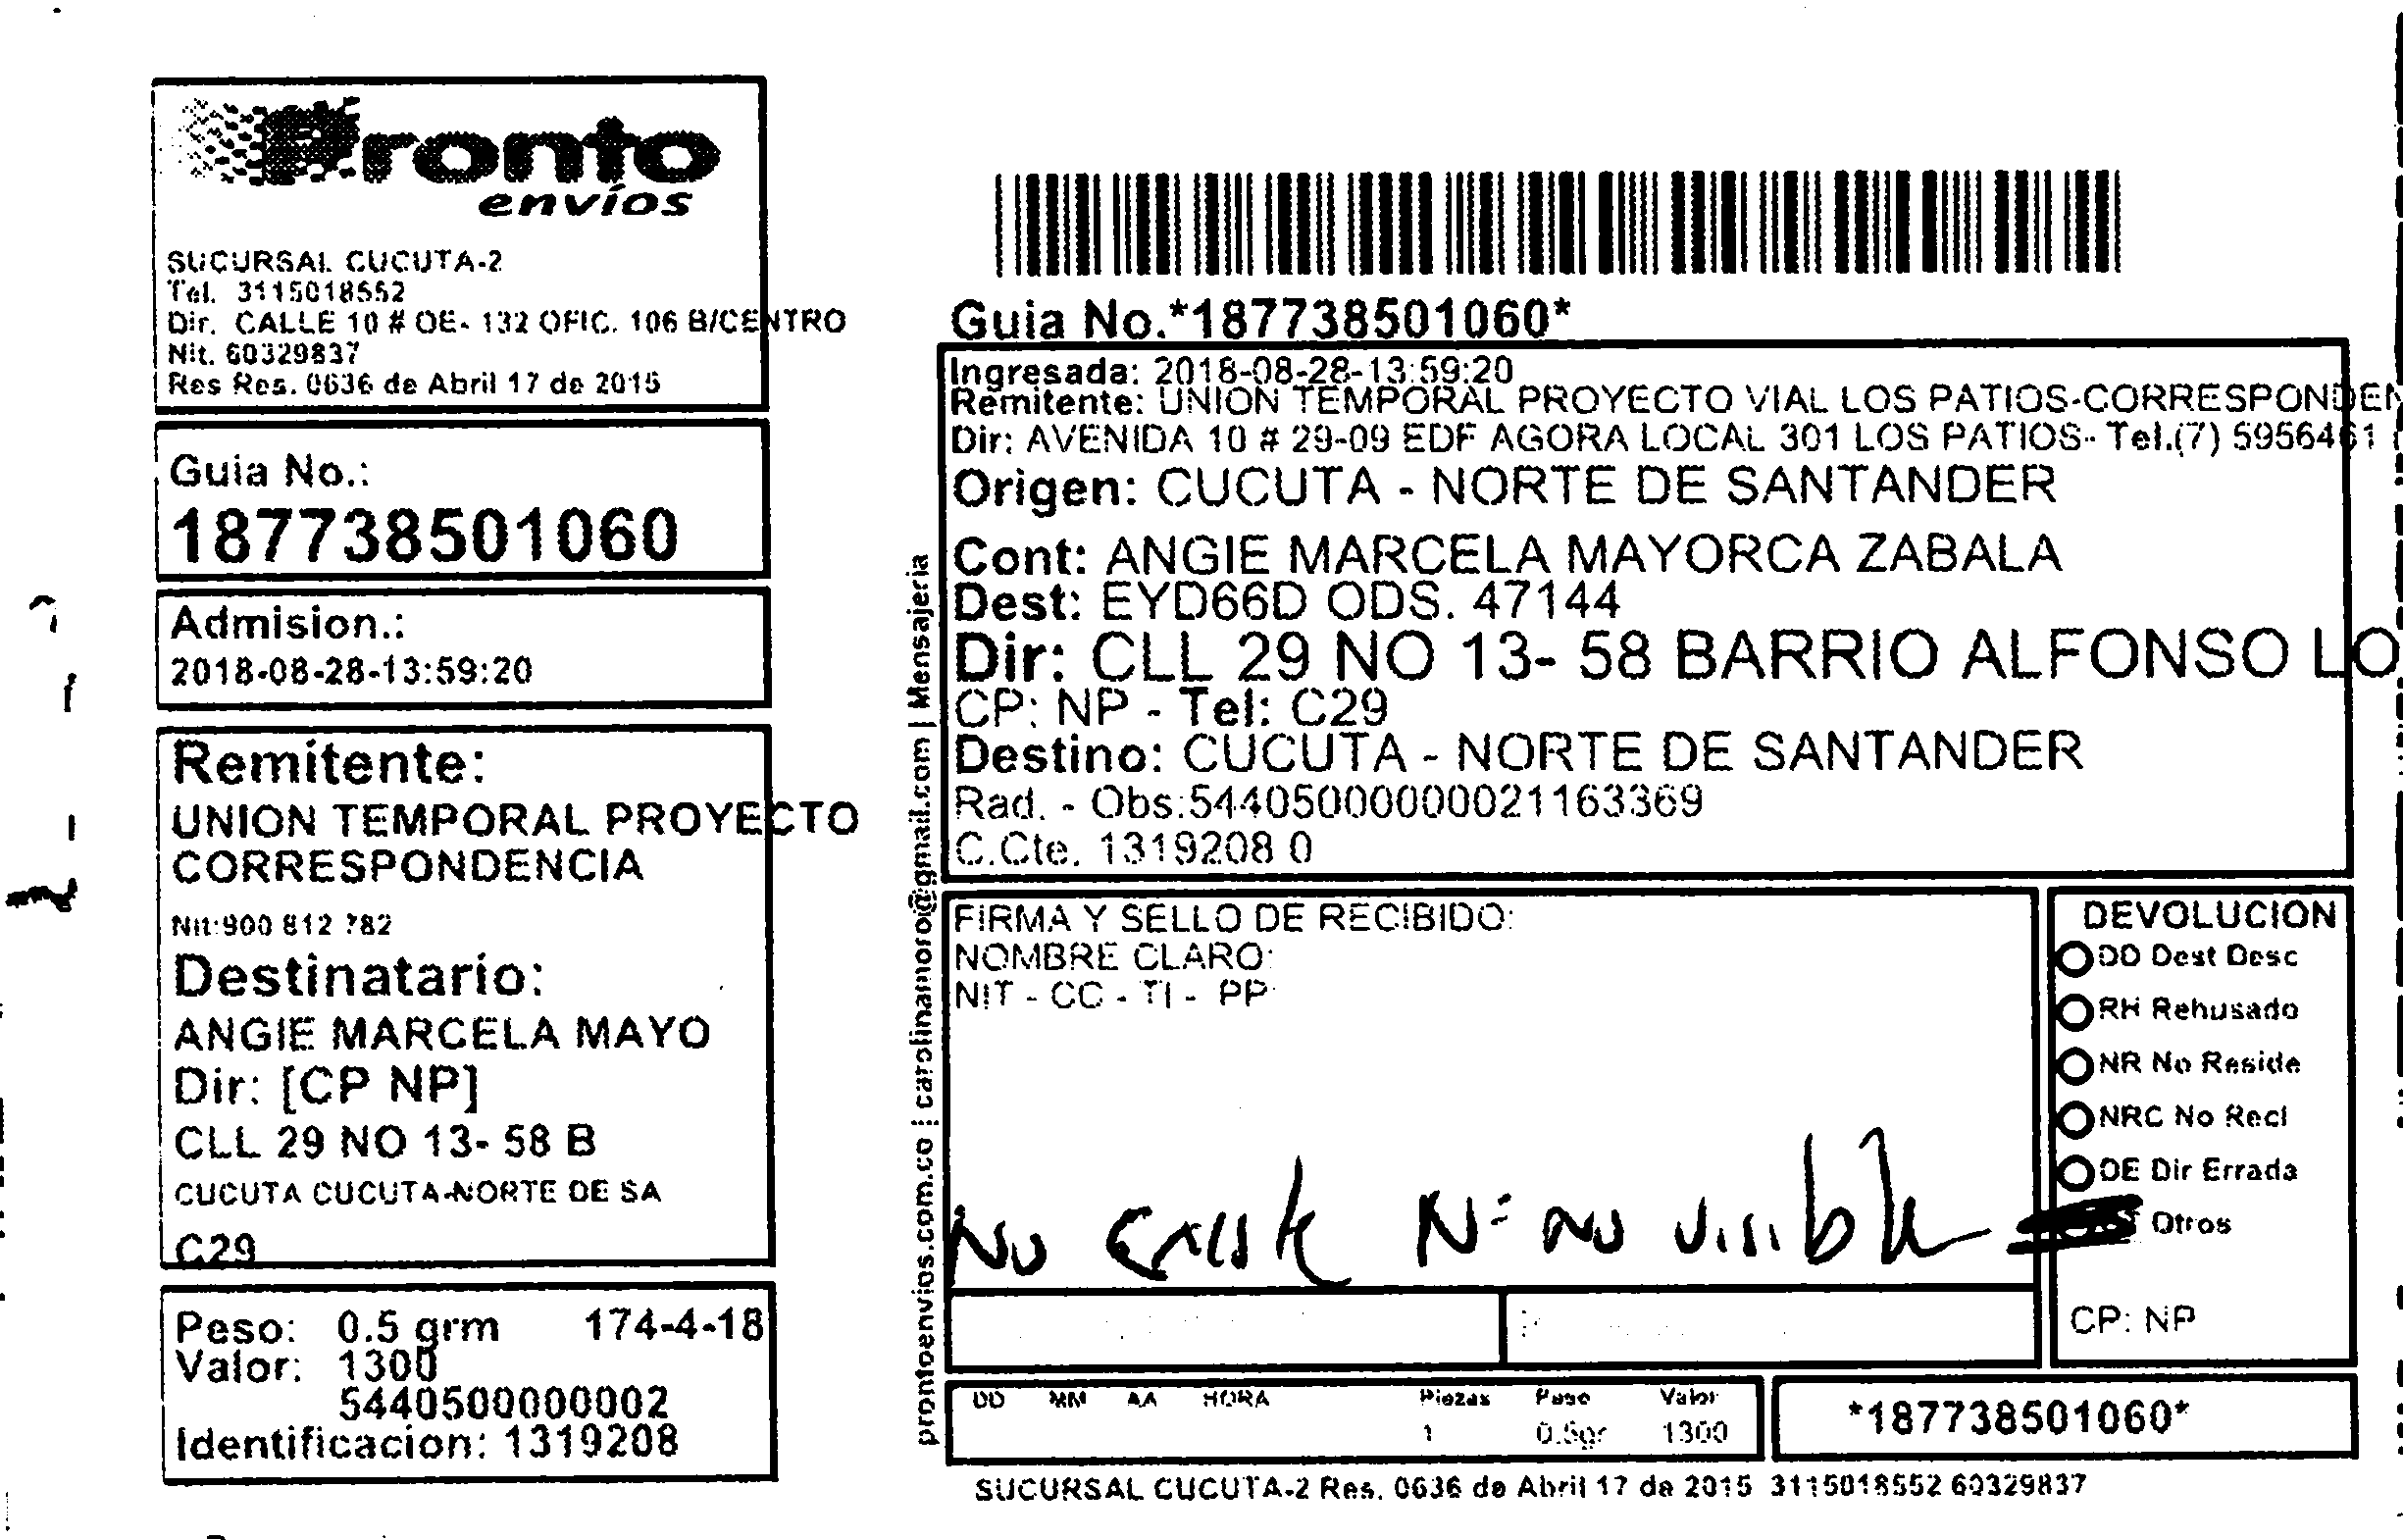 Pronto
envíos
SUCURSAL CUCUTA-2
Tel. 3115018552
Dir. CALLE 10 # OE- 132 OFIC. 106 B/CENTRO
Nit. 60329837
Res Res. 0636 de Abril 17 de 2015
Guia No.:
187738501060
Admision.:
2018-08-28-13:59:20
Remitente:
UNION TEMPORAL PROYECTO
CORRESPONDENCIA
Nit:900 812 782
Destinatario:
ANGIE MARCELA MAYO
Dir: [CP NP]
CLL 29 NO 13- 58 B
CUCUTA CUCUTA-NORTE DE SA
C29
Peso: 0.5 grm 174-4-18
Valor: 1300
5440500000002
Identificacion: 1319208
prontoenvios.com.co | carolinamoro@gmail.com | Mensajeria
Guia No.*187738501060*
Ingresada: 2018-08-28-13:59:20
Remitente: UNION TEMPORAL PROYECTO VIAL LOS PATIOS-CORRESPONDEN
Dir: AVENIDA 10 # 29-09 EDF AGORA LOCAL 301 LOS PATIOS- Tel.(7) 5956461
Origen: CUCUTA - NORTE DE SANTANDER
Cont: ANGIE MARCELA MAYORCA ZABALA
Dest: EYD66D ODS. 47144
Dir: CLL 29 NO 13- 58 BARRIO ALFONSO LO
CP: NP - Tel: C29
Destino: CUCUTA - NORTE DE SANTANDER
Rad. - Obs:544050000000021163369
C.Cte. 1319208 0
FIRMA Y SELLO DE RECIBIDO:
NOMBRE CLARO:
NIT - CC - TI - PP
No Existe Nº no visible
DEVOLUCION
DD Dest Desc
RH Rehusado
NR No Reside
NRC No Recl
DE Dir Errada
Otros
CP: NP
DD MM AA HORA Piezas Peso Valor
1 0.5gr 1300
*187738501060*
SUCURSAL CUCUTA-2 Res. 0636 de Abril 17 de 2015 3115018552 60329837